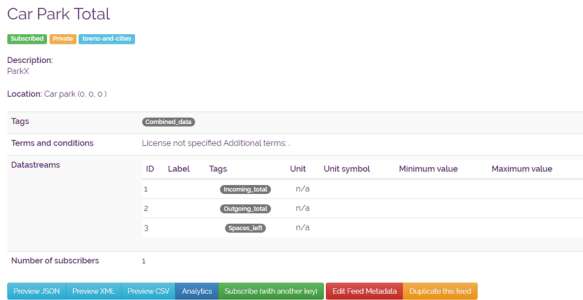 Car Park Total
Subscribed Private towns-and-cities
Description:
ParkX
Location: Car park (0, 0, 0 )
Tags Combined_data
Terms and conditions License not specified Additional terms: .
Datastreams ID Label Tags Unit Unit symbol Minimum value Maximum value
1 Incoming_total n/a
2 Outgoing_total n/a
3 Spaces_left n/a
Number of subscribers 1
Preview JSON Preview XML Preview CSV Analytics Subscribe (with another key) Edit Feed Metadata Duplicate this feed